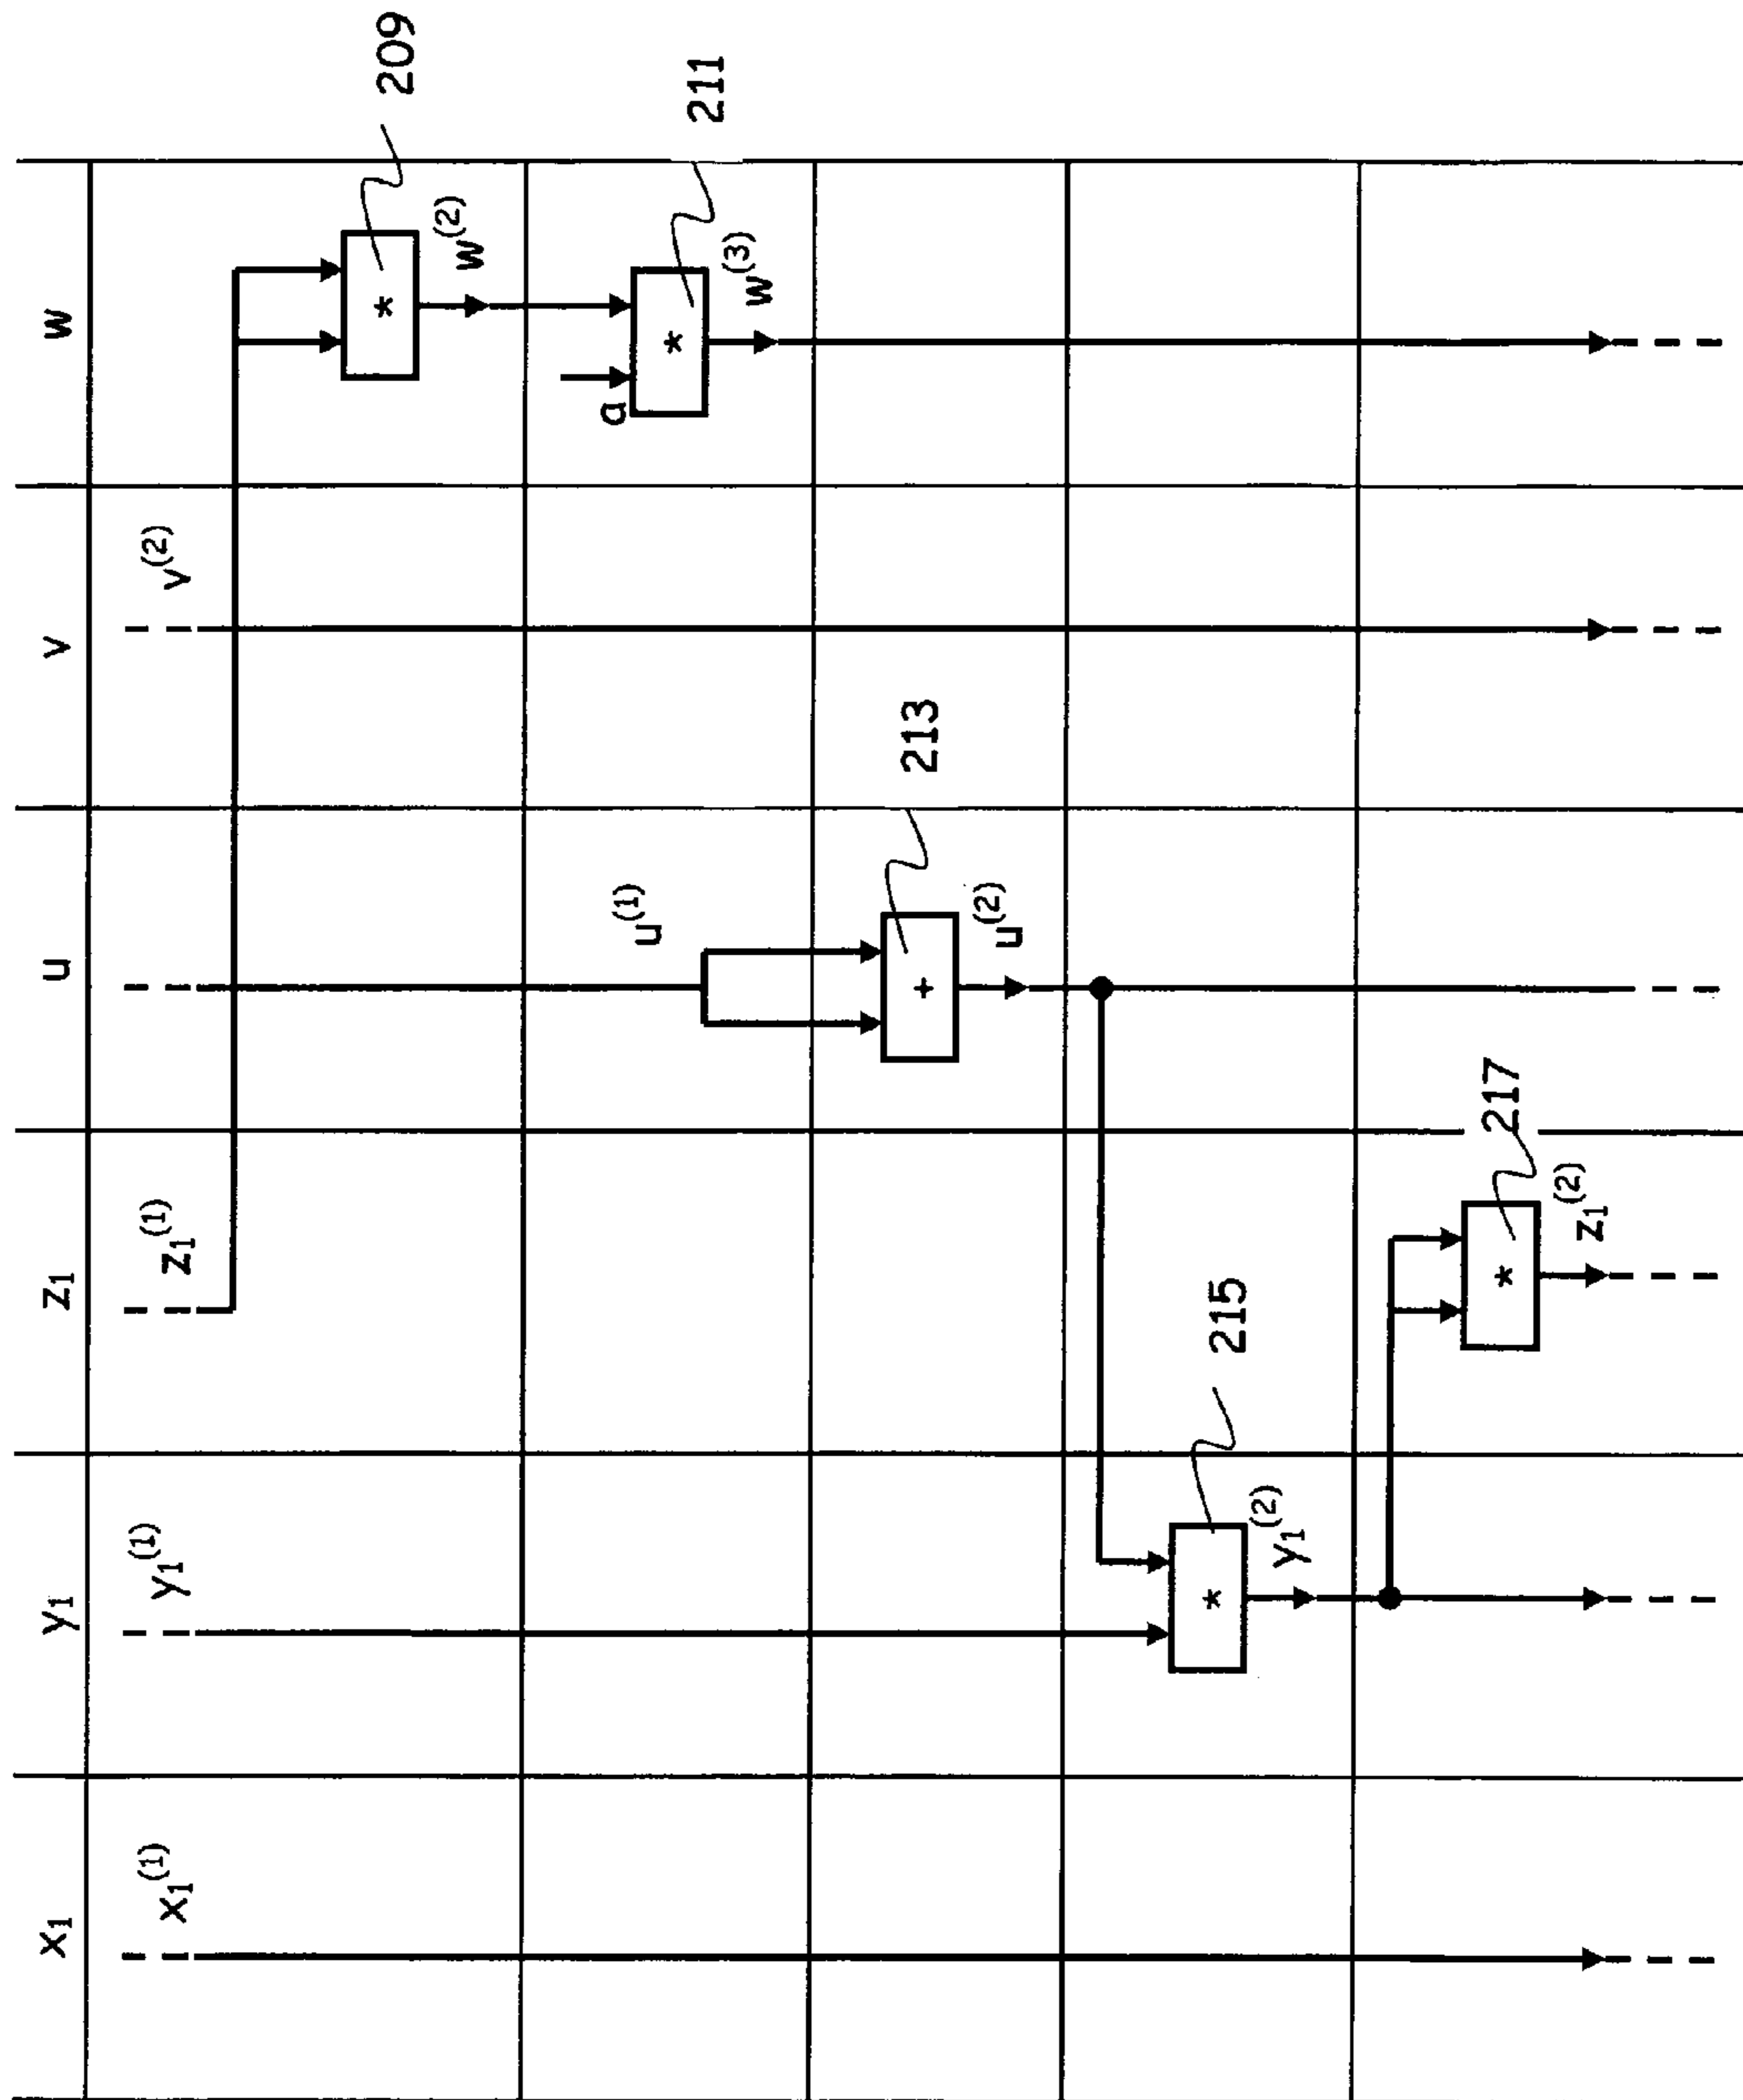 x₁ y₁ z₁ u v w
x₁⁽¹⁾ y₁⁽¹⁾ z₁⁽¹⁾ v⁽²⁾
*
209
w⁽²⁾
a
u⁽¹⁾
*
211
w⁽³⁾
+
213
u⁽²⁾
*
215
y₁⁽²⁾
*
217
z₁⁽²⁾